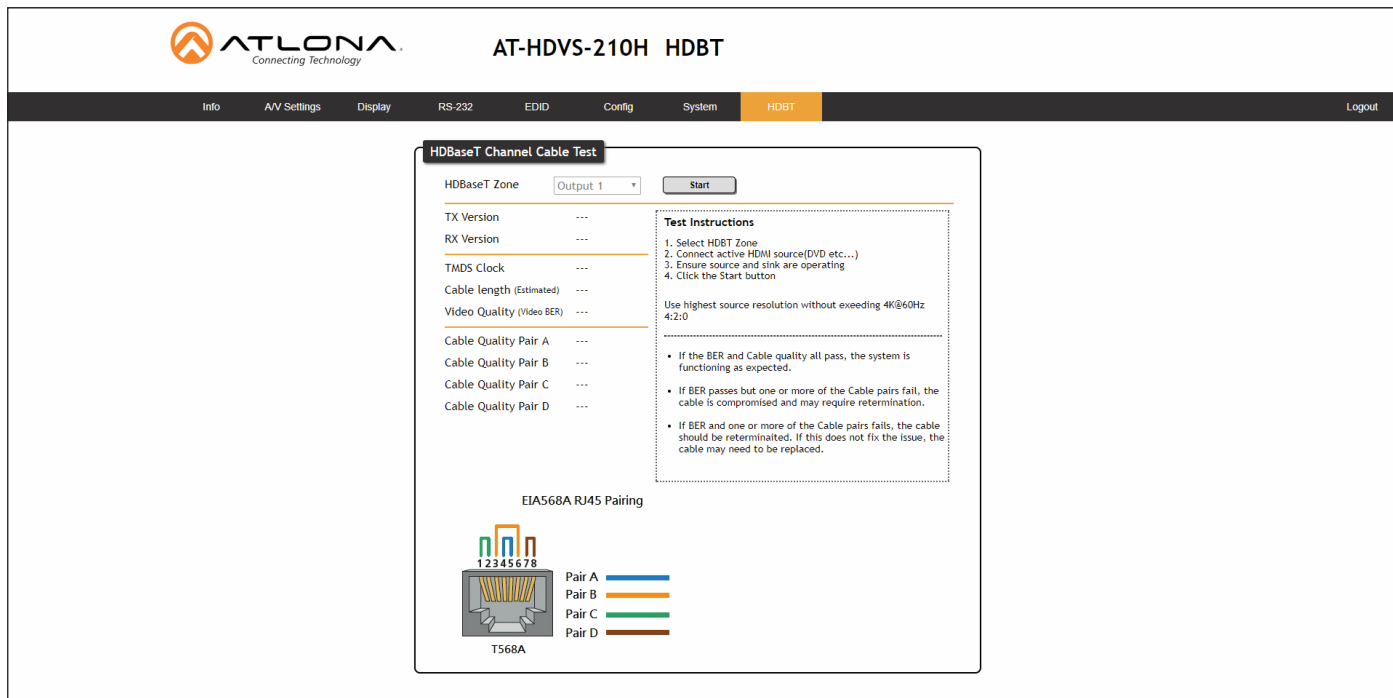 ATLONA.
Connecting Technology
AT-HDVS-210H HDBT
Info A/V Settings Display RS-232 EDID Config System HDBT Logout
HDBaseT Channel Cable Test
HDBaseT Zone Output 1 Start
TX Version ---
RX Version ---
TMDS Clock ---
Cable length (Estimated) ---
Video Quality (Video BER) ---
Cable Quality Pair A ---
Cable Quality Pair B ---
Cable Quality Pair C ---
Cable Quality Pair D ---
Test Instructions
1. Select HDBT Zone
2. Connect active HDMI source(DVD etc...)
3. Ensure source and sink are operating
4. Click the Start button
Use highest source resolution without exeeding 4K@60Hz
4:2:0
• If the BER and Cable quality all pass, the system is
functioning as expected.
• If BER passes but one or more of the Cable pairs fail, the
cable is compromised and may require retermination.
• If BER and one or more of the Cable pairs fails, the cable
should be reterminaited. If this does not fix the issue, the
cable may need to be replaced.
EIA568A RJ45 Pairing
12345678
Pair A
Pair B
Pair C
Pair D
T568A